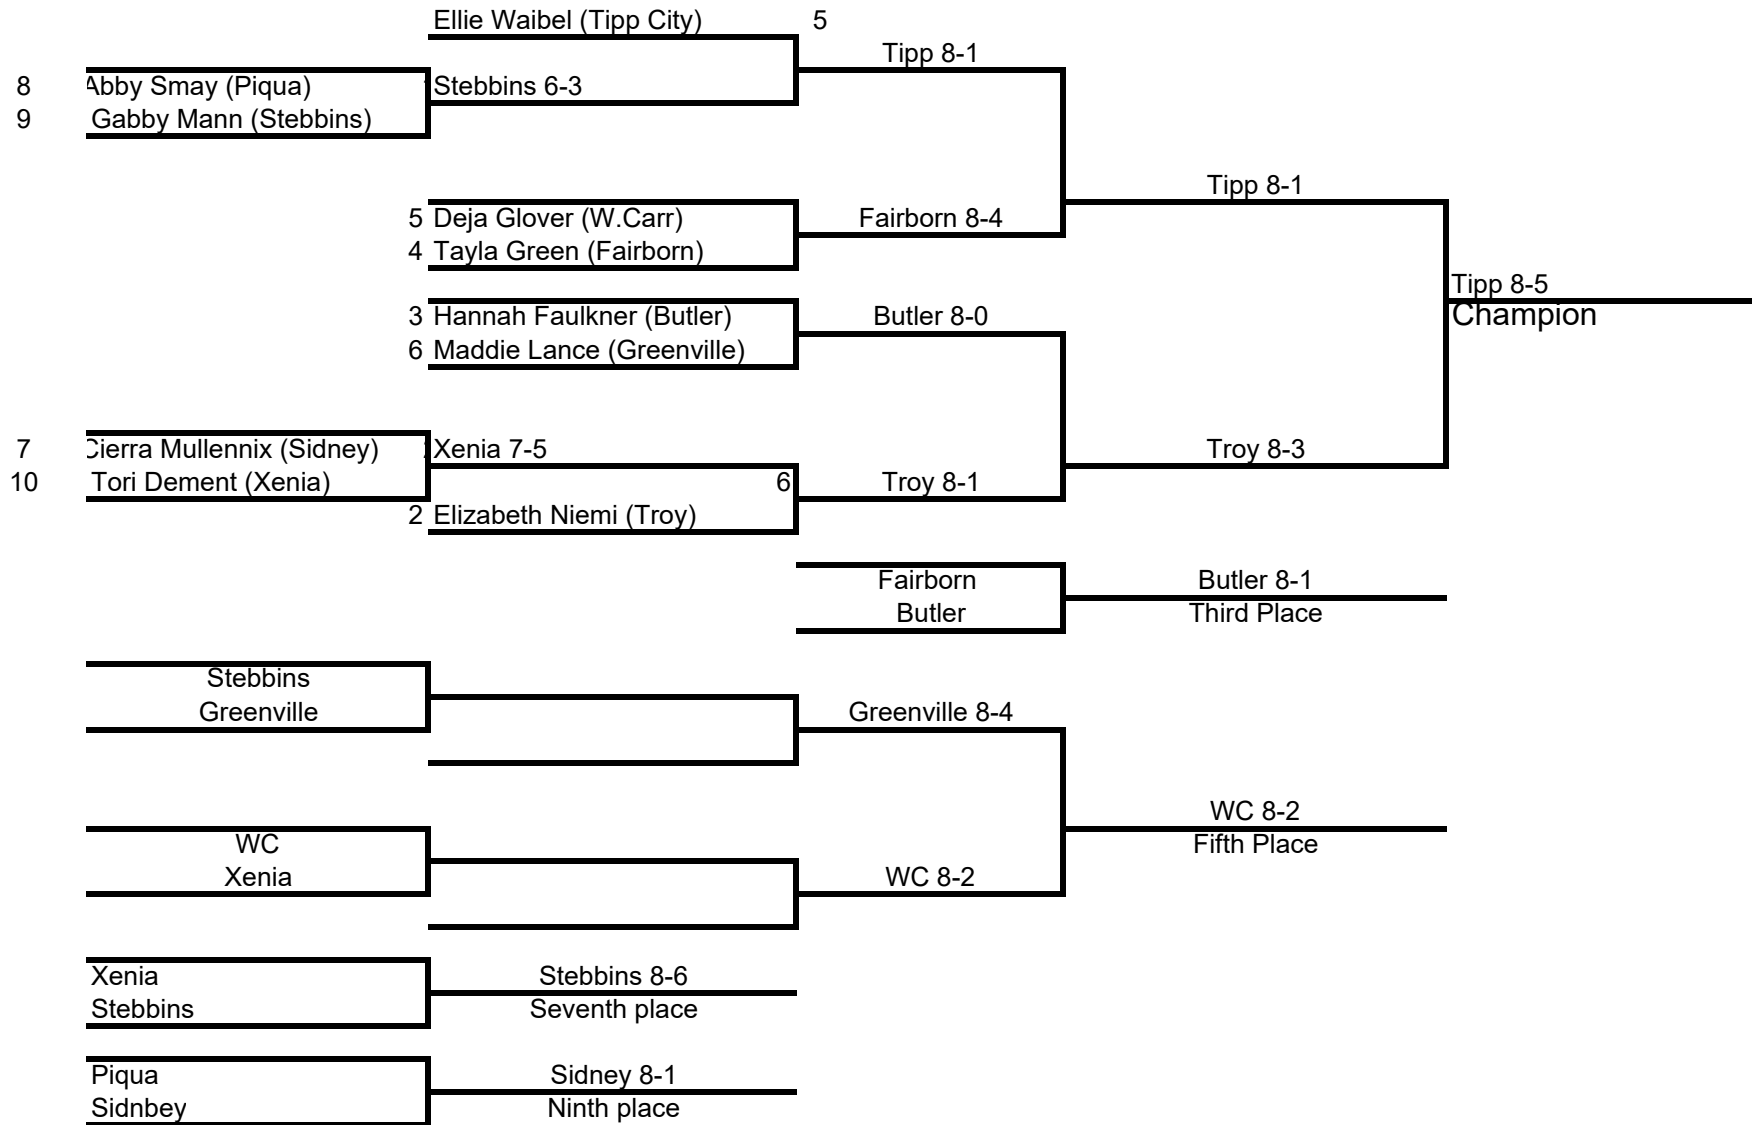 Ellie Waibel (Tipp City) 5
Tipp 8-1
8 Abby Smay (Piqua) Stebbins 6-3
9 Gabby Mann (Stebbins)
Tipp 8-1
5 Deja Glover (W.Carr) Fairborn 8-4
4 Tayla Green (Fairborn)
Tipp 8-5
3 Hannah Faulkner (Butler) Butler 8-0 Champion
6 Maddie Lance (Greenville)
7 Cierra Mullennix (Sidney) Xenia 7-5 Troy 8-3
10 Tori Dement (Xenia) 6 Troy 8-1
2 Elizabeth Niemi (Troy)
Fairborn Butler 8-1
Butler Third Place
Stebbins
Greenville Greenville 8-4
WC 8-2
WC Fifth Place
Xenia WC 8-2
Xenia Stebbins 8-6
Stebbins Seventh place
Piqua Sidney 8-1
Sidnbey Ninth place